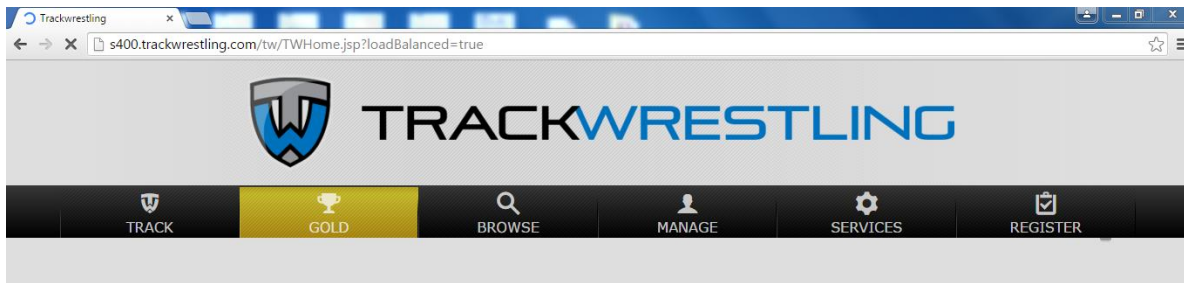 Trackwrestling
s400.trackwrestling.com/tw/TWHome.jsp?loadBalanced=true
TRACKWRESTLING
TRACK GOLD BROWSE MANAGE SERVICES REGISTER